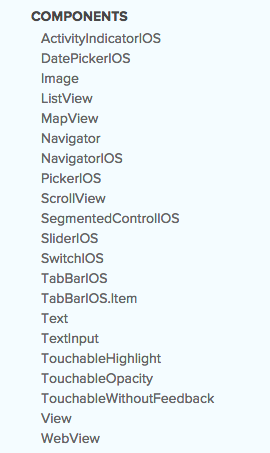 COMPONENTS
ActivityIndicatorIOS
DatePickerIOS
Image
ListView
MapView
Navigator
NavigatorIOS
PickerIOS
ScrollView
SegmentedControlIOS
SliderIOS
SwitchIOS
TabBarIOS
TabBarIOS.Item
Text
TextInput
TouchableHighlight
TouchableOpacity
TouchableWithoutFeedback
View
WebView